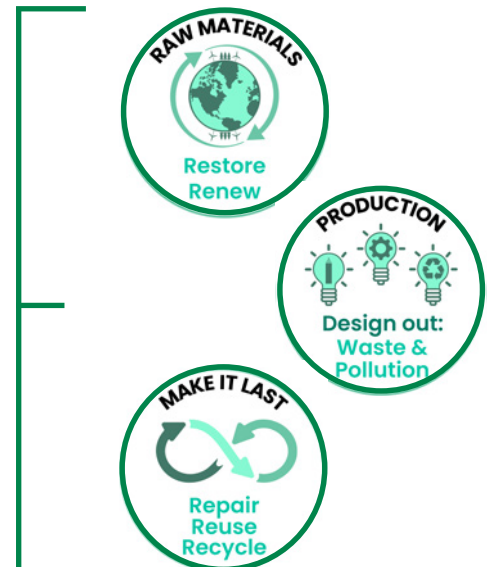 RAW MATERIALS
Restore
Renew
PRODUCTION
Design out:
Waste &
Pollution
MAKE IT LAST
Repair
Reuse
Recycle